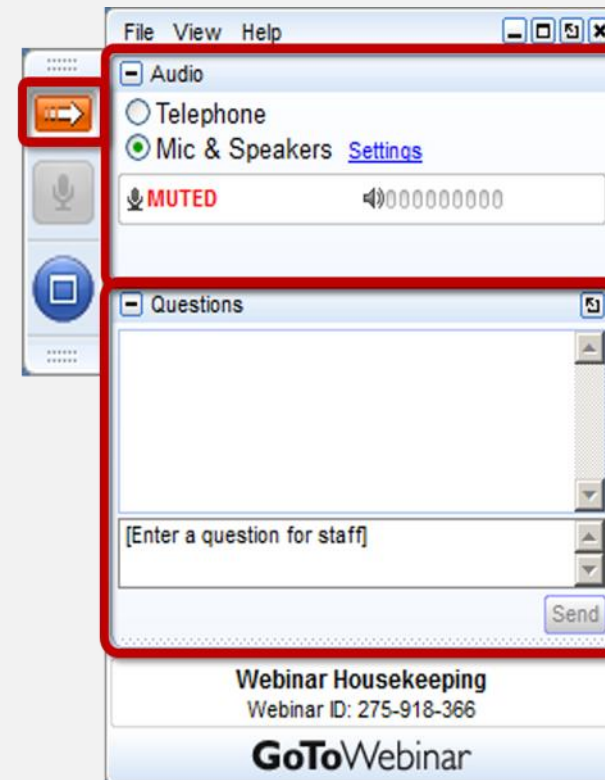 File View Help
Audio
Telephone
Mic & Speakers Settings
MUTED 000000000
Questions
[Enter a question for staff]
Send
Webinar Housekeeping
Webinar ID: 275-918-366
GoToWebinar